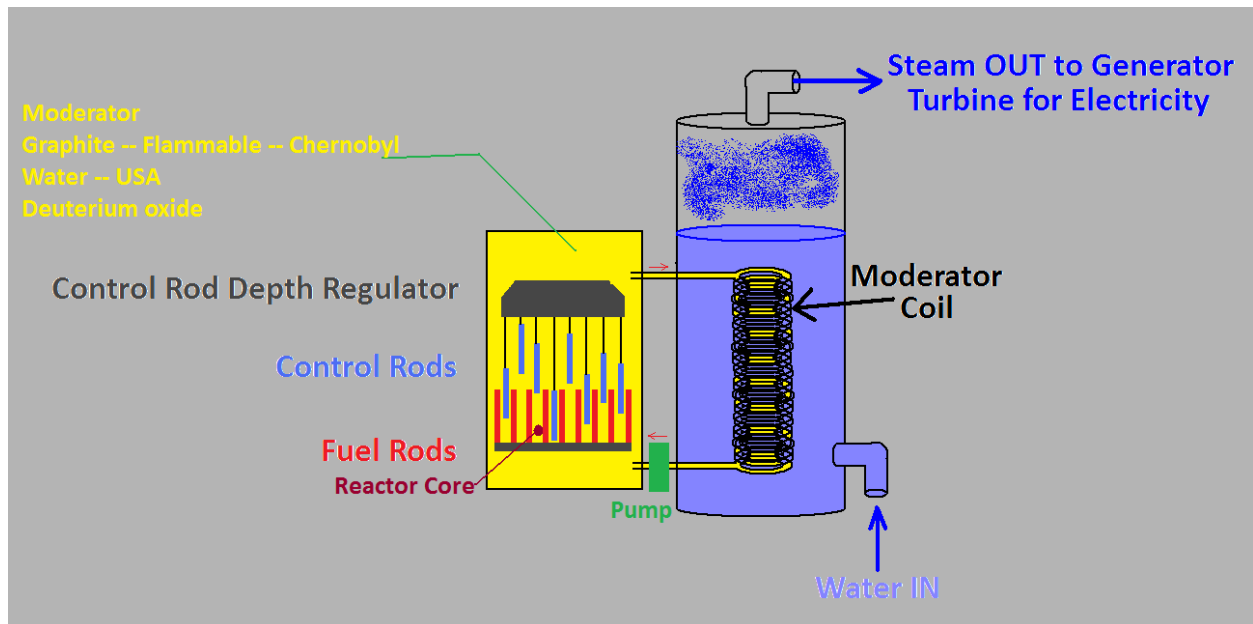 Steam OUT to Generator
Turbine for Electricity
Moderator
Graphite -- Flammable -- Chernobyl
Water -- USA
Deuterium oxide
Control Rod Depth Regulator
Moderator
Coil
Control Rods
Fuel Rods
Reactor Core
Pump
Water IN